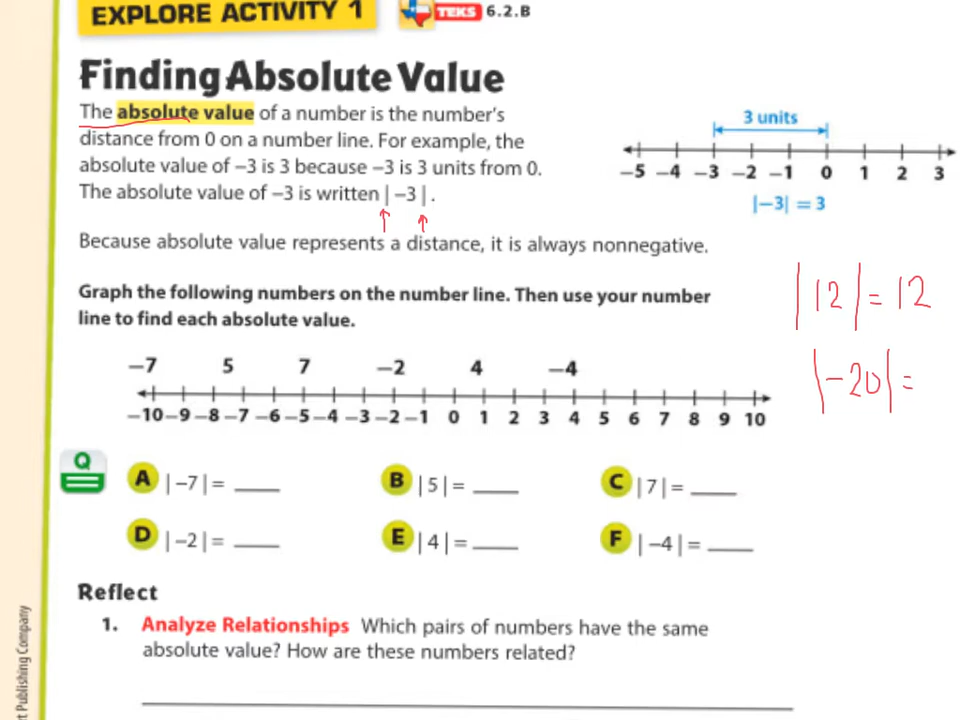 EXPLORE ACTIVITY 1 TEKS 6.2.B
Finding Absolute Value
The absolute value of a number is the number's
distance from 0 on a number line. For example, the
absolute value of −3 is 3 because −3 is 3 units from 0.
The absolute value of −3 is written |−3|.
3 units
−5 −4 −3 −2 −1 0 1 2 3
|−3| = 3
Because absolute value represents a distance, it is always nonnegative.
|12| = 12
|−20| =
Graph the following numbers on the number line. Then use your number
line to find each absolute value.
−7 5 7 −2 4 −4
−10 −9 −8 −7 −6 −5 −4 −3 −2 −1 0 1 2 3 4 5 6 7 8 9 10
Q
A |−7| = ____ B |5| = ____ C |7| = ____
D |−2| = ____ E |4| = ____ F |−4| = ____
Reflect
1. Analyze Relationships Which pairs of numbers have the same
absolute value? How are these numbers related?
Publishing Company